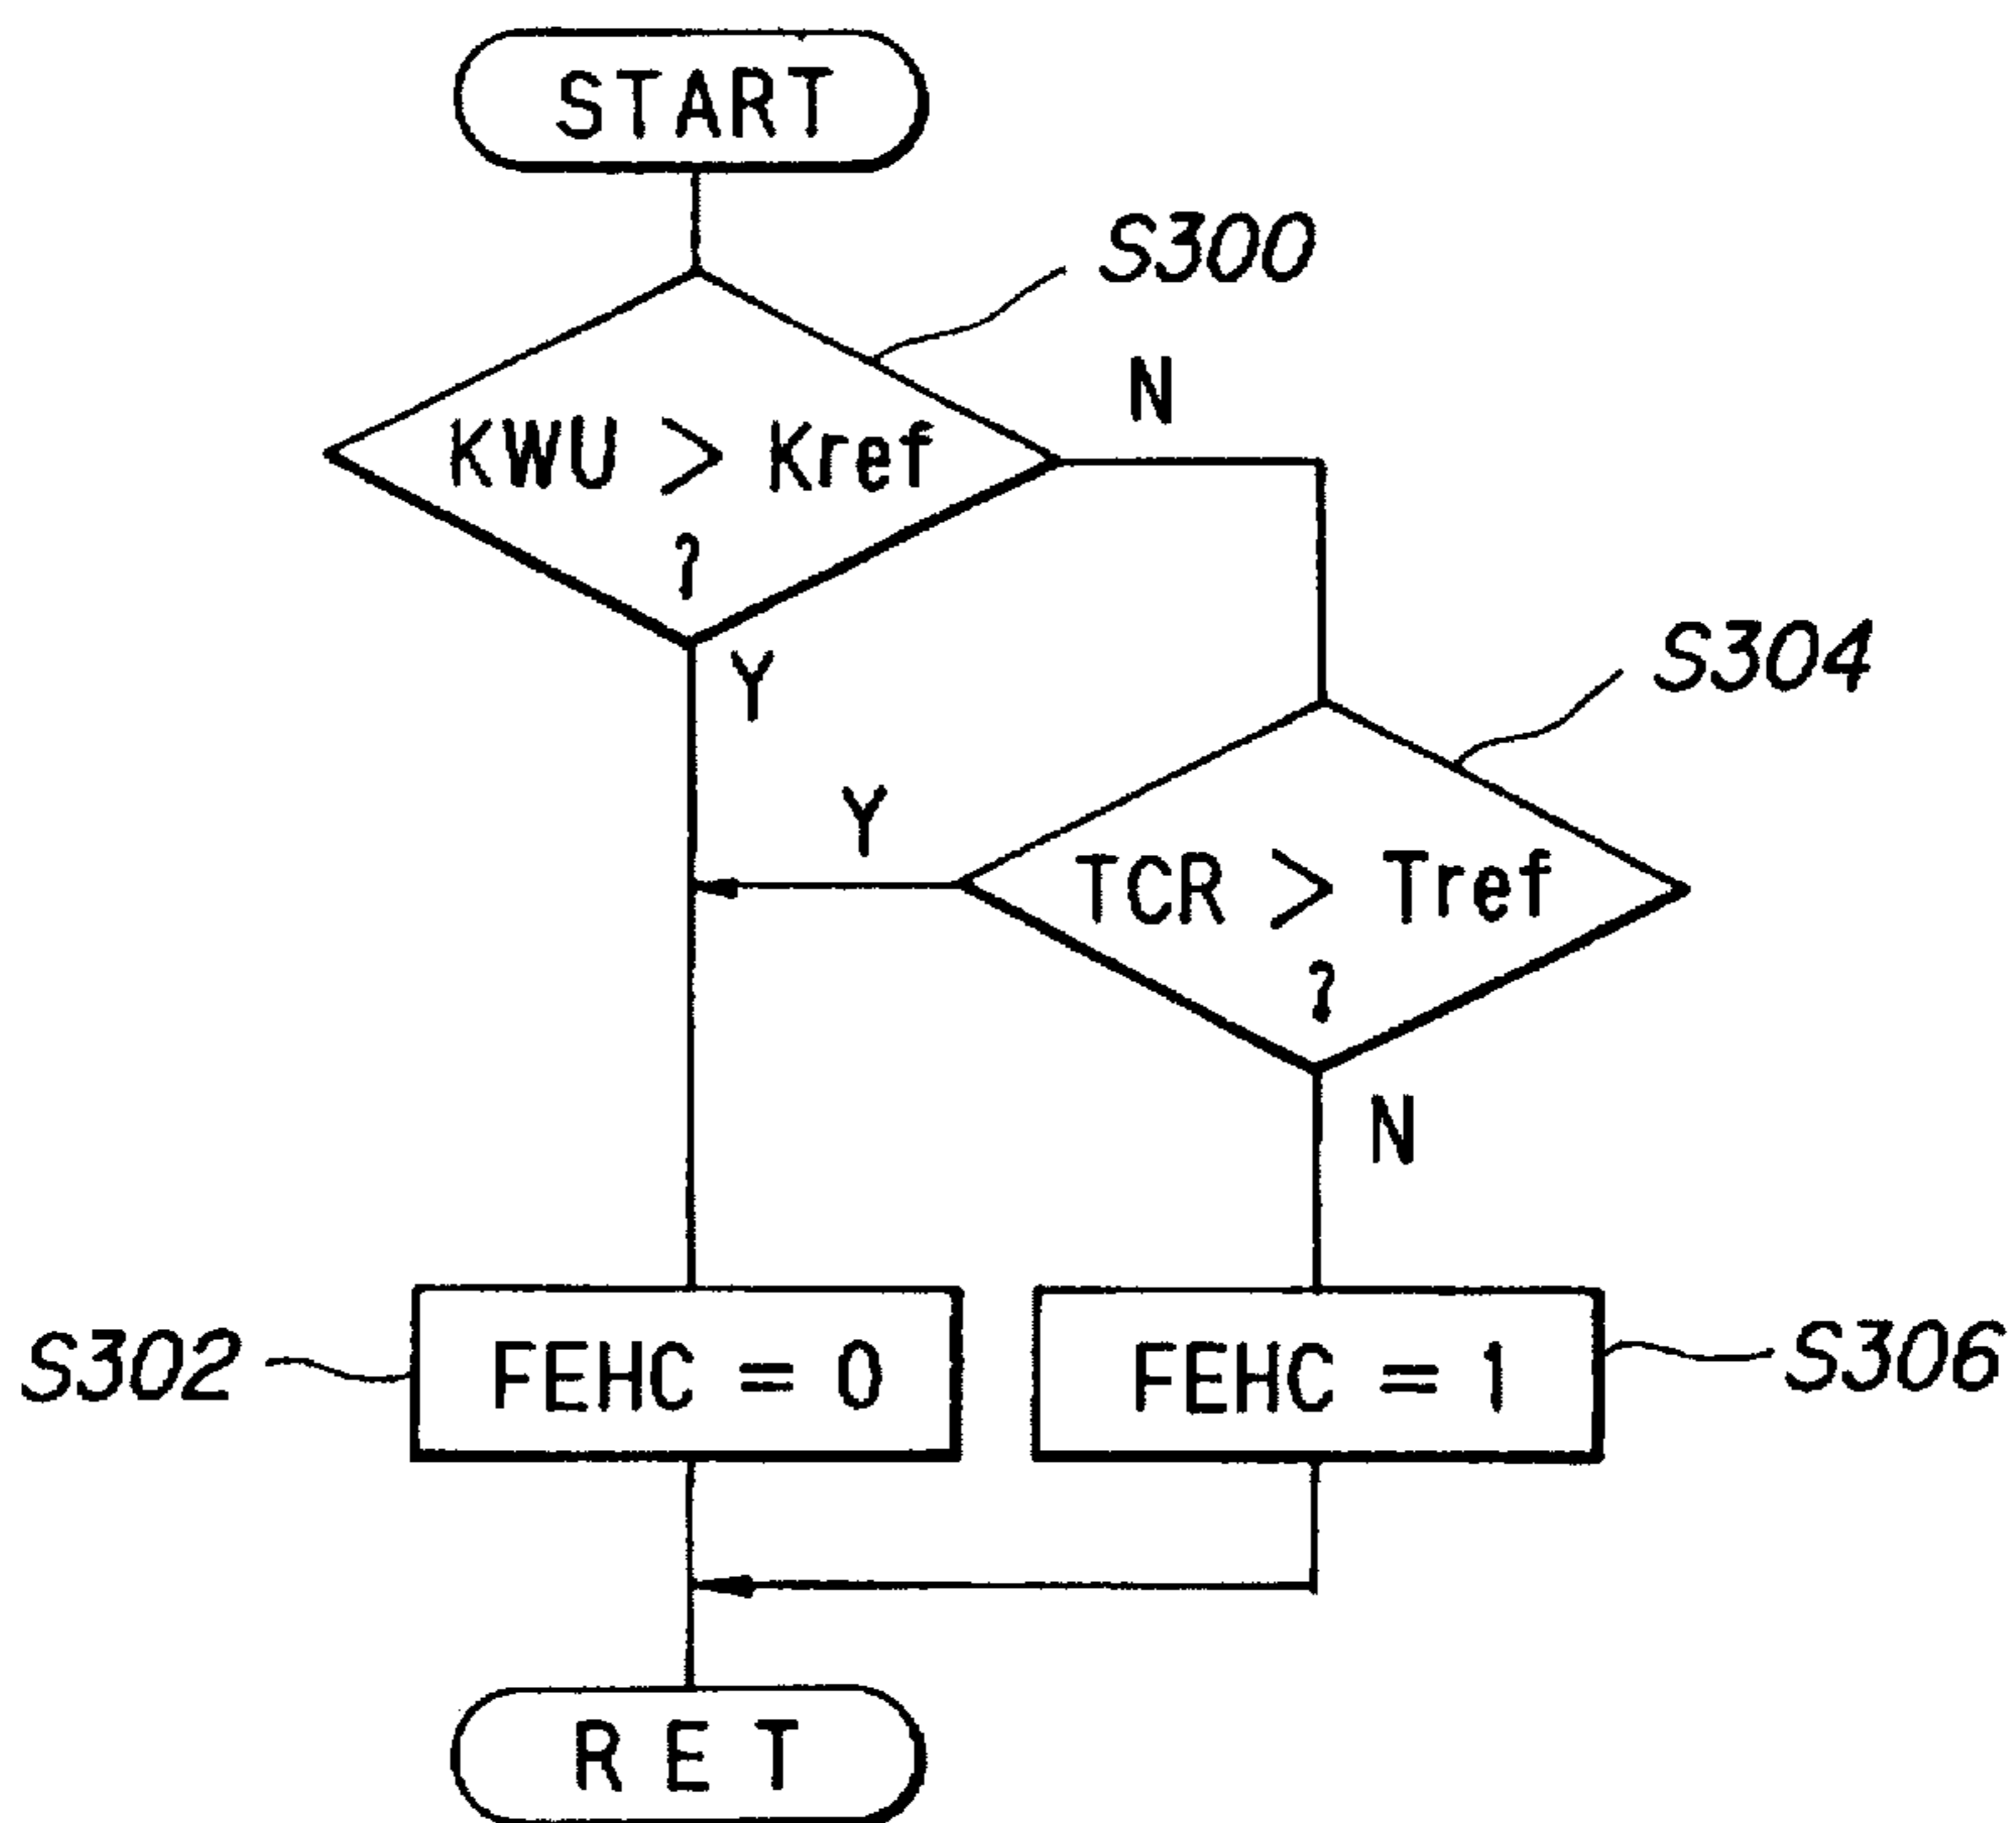 START
S300
N
KWU > Kref
?
Y
S304
Y
TCR > Tref
?
N
S302
FEHC = 0
FEHC = 1
S306
RET